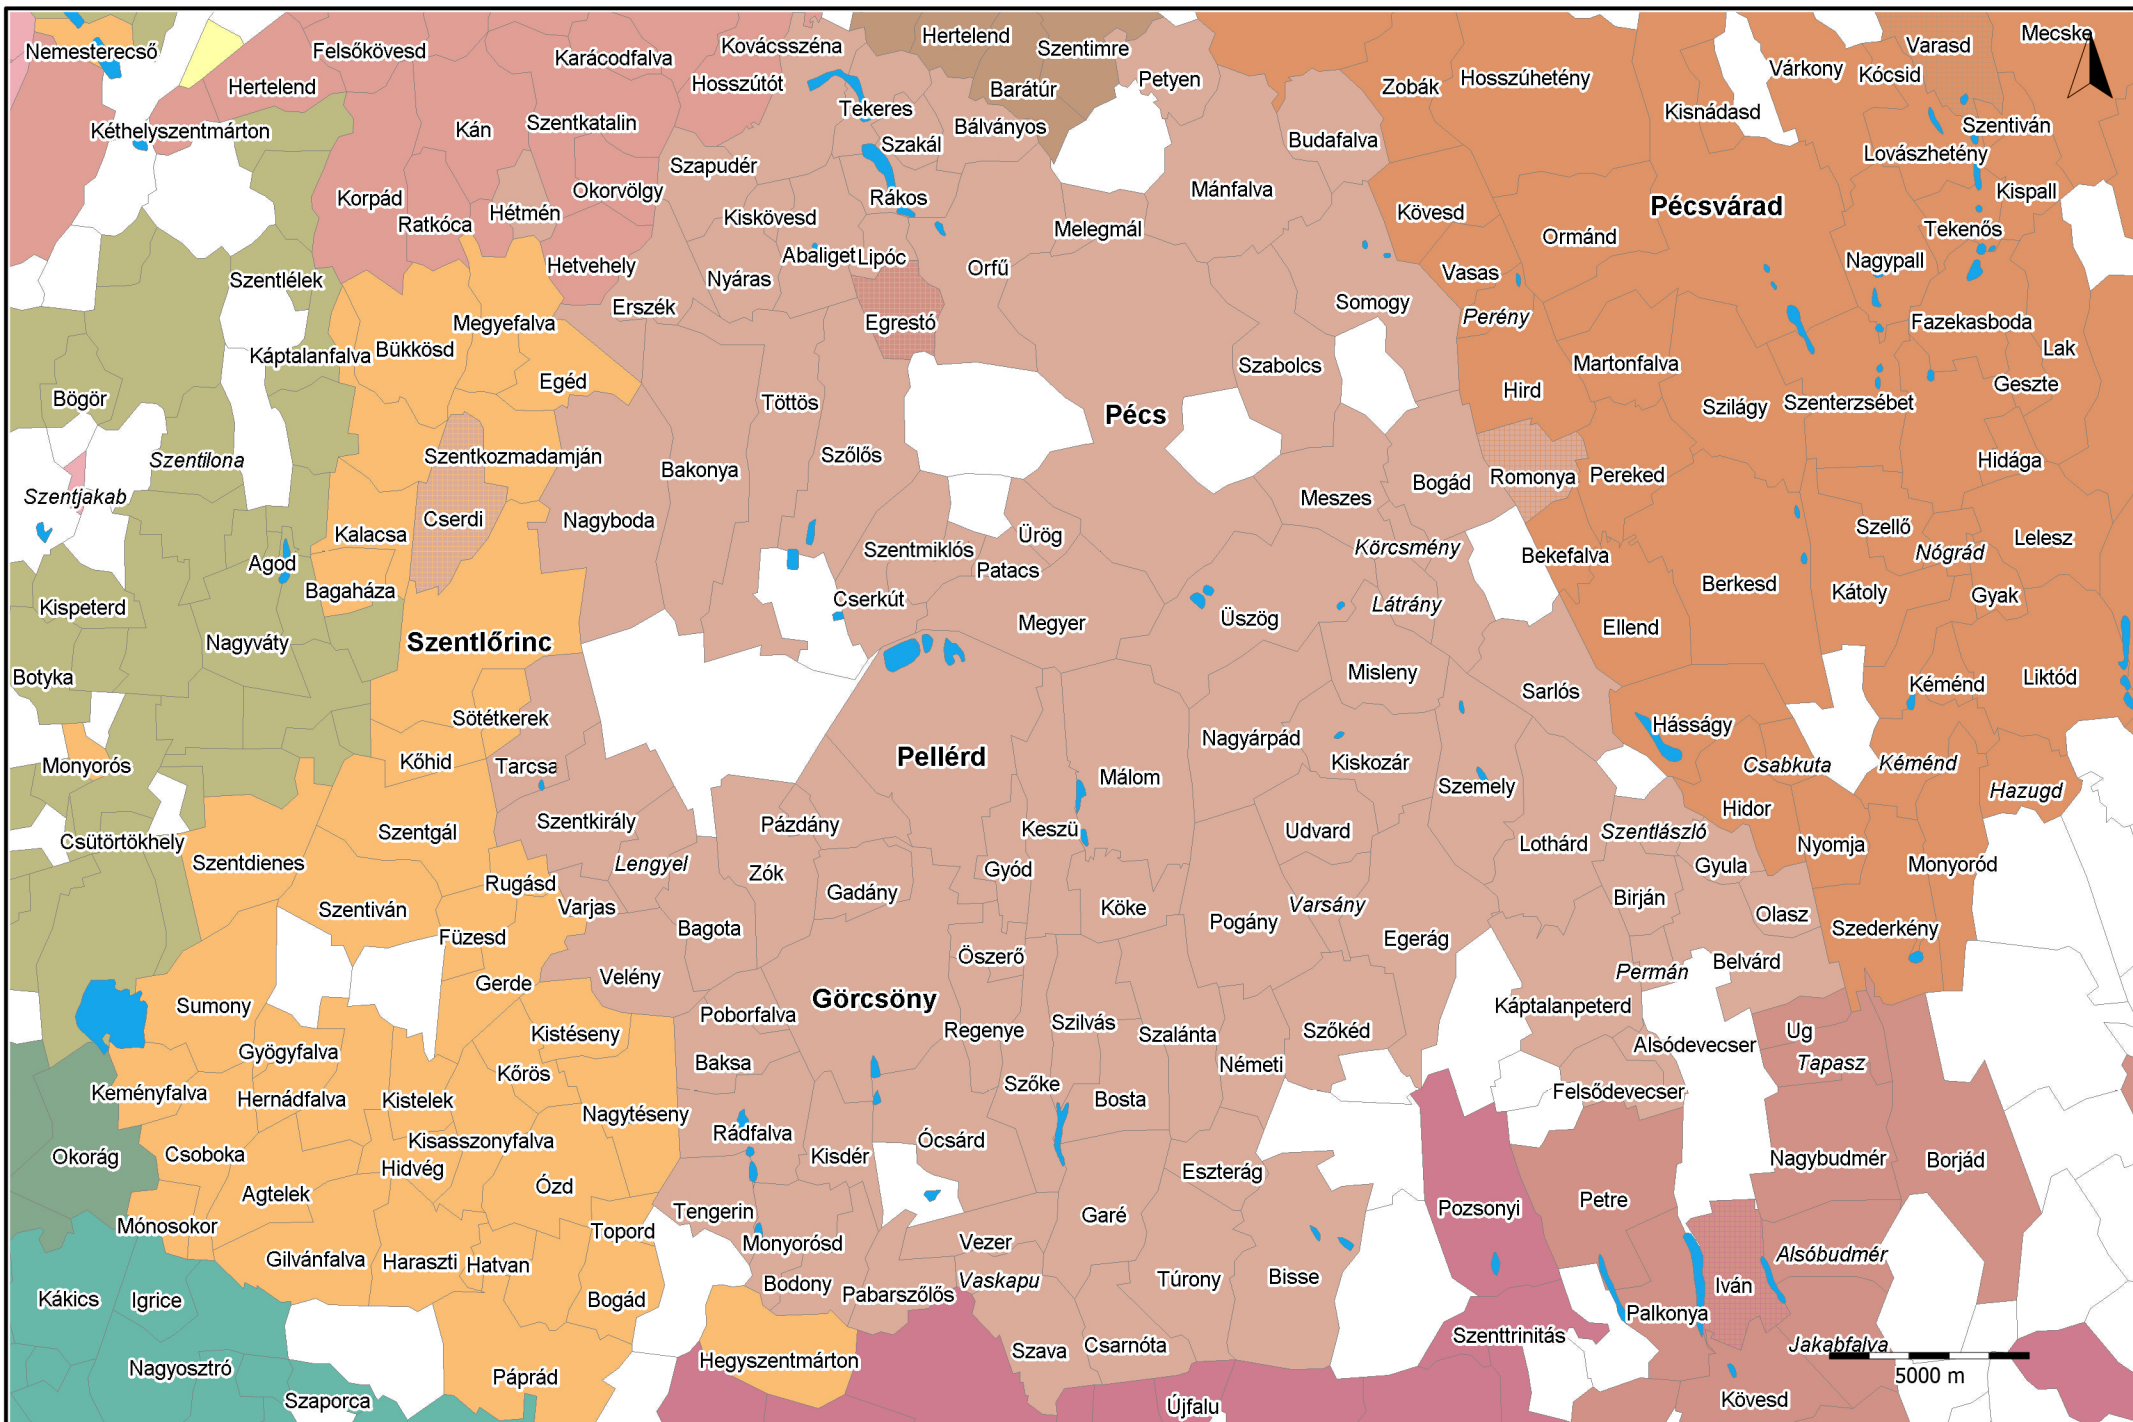 Nemesterecső
Felsőkövesd
Karácodfalva
Kovácsszéna
Hertelend
Szentimre
Varasd
Mecske
Hertelend
Hosszútót
Tekeres
Barátúr
Petyen
Zobák
Hosszúhetény
Várkony
Kócsid
Kéthelyszentmárton
Kán
Szentkatalin
Szakál
Bálványos
Budafalva
Kisnádasd
Szentiván
Lovászhetény
Szapudér
Okorvölgy
Korpád
Ratkóca
Hétmén
Kiskövesd
Rákos
Melegmál
Mánfalva
Kövesd
Ormánd
Pécsvárad
Kispall
Tekenős
Szentlélek
Hetvehely
Nyáras
Abaliget
Lipóc
Orfű
Vasas
Nagypall
Erszék
Somogy
Perény
Káptalanfalva
Bükkösd
Megyefalva
Egrestó
Fazekasboda
Lak
Egéd
Szabolcs
Martonfalva
Geszte
Bögör
Töttös
Pécs
Hird
Szilágy
Szenterzsébet
Szentilona
Szentkozmadamján
Bakonya
Szőlős
Hidága
Szentjakab
Meszes
Bogád
Romonya
Pereked
Kalacsa
Cserdi
Nagyboda
Szentmiklós
Ürög
Körcsmény
Bekefalva
Szellő
Nógrád
Lelesz
Agod
Bagaháza
Patacs
Berkesd
Kátoly
Gyak
Kispeterd
Cserkút
Megyer
Üszög
Látrány
Ellend
Nagyváty
Szentlőrinc
Botyka
Misleny
Sarlós
Kéménd
Liktód
Sötétkerek
Hásságy
Monyorós
Kőhid
Tarcsa
Pellérd
Málom
Nagyárpád
Kiskozár
Szemely
Csabkuta
Kéménd
Hazugd
Csütörtökhely
Szentgál
Szentkirály
Pázdány
Keszü
Udvard
Lothárd
Szentlászló
Hidor
Nyomja
Szentdienes
Rugásd
Lengyel
Zók
Gadány
Gyód
Gyula
Monyoród
Szentiván
Varjas
Köke
Pogány
Varsány
Birján
Olasz
Füzesd
Bagota
Egerág
Szederkény
Öszerő
Gerde
Velény
Permán
Belvárd
Sumony
Poborfalva
Görcsöny
Regenye
Szilvás
Szalánta
Szőkéd
Káptalanpeterd
Kistéseny
Ug
Gyögyfalva
Baksa
Németi
Alsódevecser
Tapasz
Keményfalva
Hernádfalva
Kistelek
Kőrös
Szőke
Bosta
Felsődevecser
Nagytéseny
Okorág
Csoboka
Kisasszonyfalva
Rádfalva
Kisdér
Ócsárd
Nagybudmér
Borjád
Hidvég
Eszterág
Agtelek
Ózd
Tengerin
Garé
Pozsonyi
Petre
Mónosokor
Topord
Monyorósd
Vezer
Gilvánfalva
Haraszti
Hatvan
Bodony
Vaskapu
Túrony
Bisse
Alsóbudmér
Kákics
Igrice
Bogád
Pabarszőlős
Iván
Palkonya
Szenttrinitás
Jakabfalva
Nagyosztró
Páprád
Hegyszentmárton
Szava
Csarnóta
5000 m
Szaporca
Újfalu
Kövesd